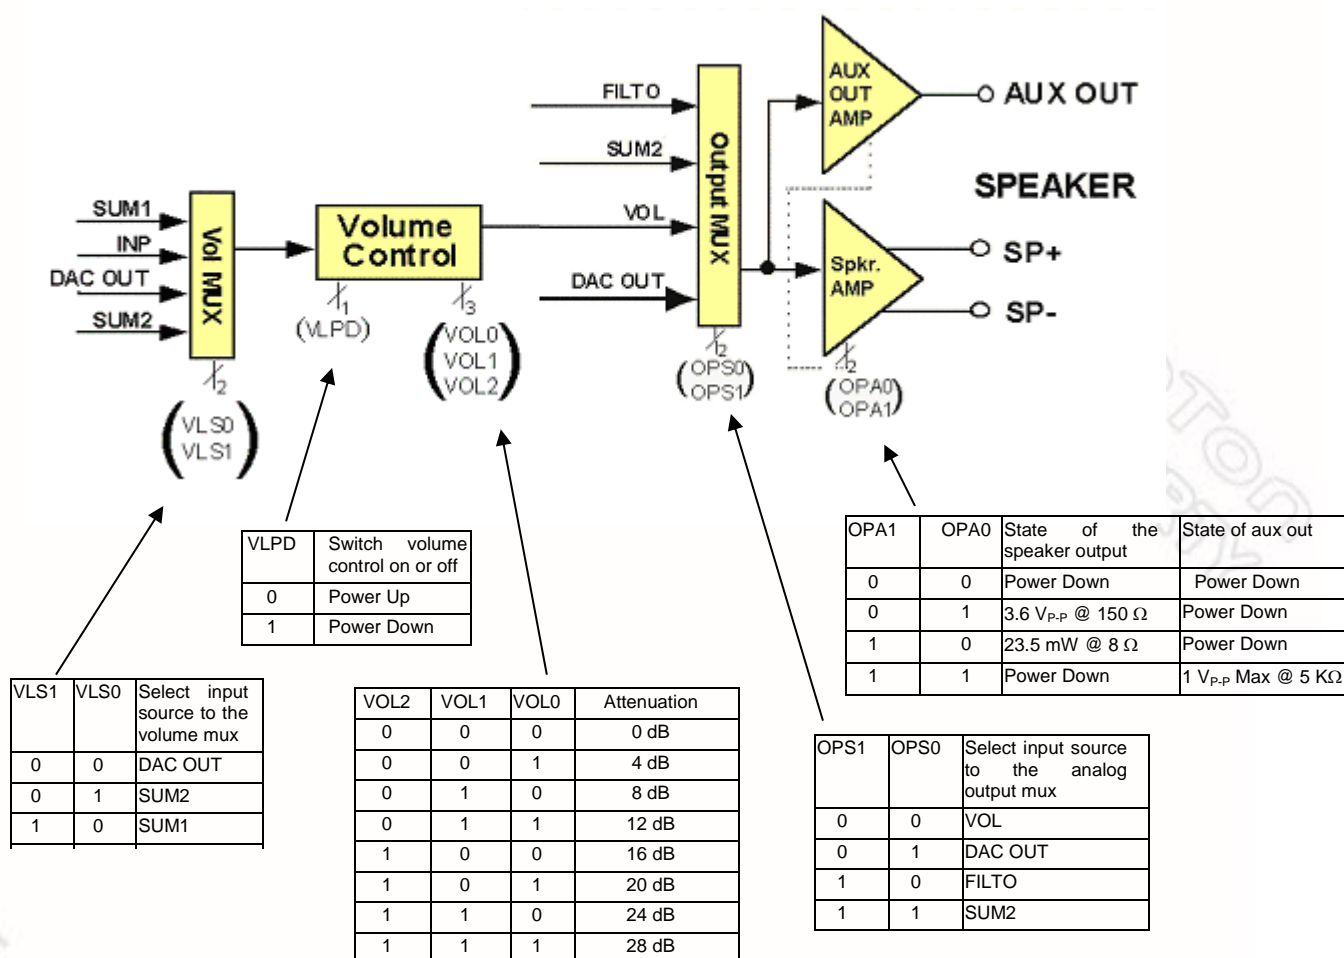 FILTO
SUM2
VOL
DAC OUT
Output MUX
AUX
OUT
AMP
AUX OUT
SPEAKER
Spkr.
AMP
SP+
SP-
SUM1
INP
DAC OUT
SUM2
Vol MUX
Volume
Control
1
(VLPD)
3
(VOL0
VOL1
VOL2)
2
(OPS0
OPS1)
2
(OPA0
OPA1)
2
(VLS0
VLS1)
VLPD Switch volume
control on or off
0 Power Up
1 Power Down
OPA1 OPA0 State of the State of aux out
speaker output
0 0 Power Down Power Down
0 1 3.6 VP-P @ 150 Ω Power Down
1 0 23.5 mW @ 8 Ω Power Down
1 1 Power Down 1 VP-P Max @ 5 KΩ
VLS1 VLS0 Select input
source to the
volume mux
0 0 DAC OUT
0 1 SUM2
1 0 SUM1
VOL2 VOL1 VOL0 Attenuation
0 0 0 0 dB
0 0 1 4 dB
0 1 0 8 dB
0 1 1 12 dB
1 0 0 16 dB
1 0 1 20 dB
1 1 0 24 dB
1 1 1 28 dB
OPS1 OPS0 Select input source
to the analog
output mux
0 0 VOL
0 1 DAC OUT
1 0 FILTO
1 1 SUM2